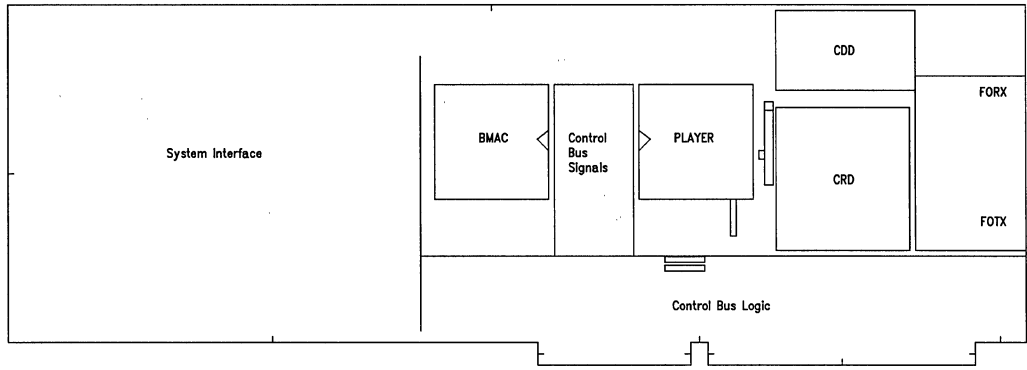 CDD
FORX
System Interface
BMAC
Control
Bus
Signals
PLAYER
CRD
FOTX
Control Bus Logic